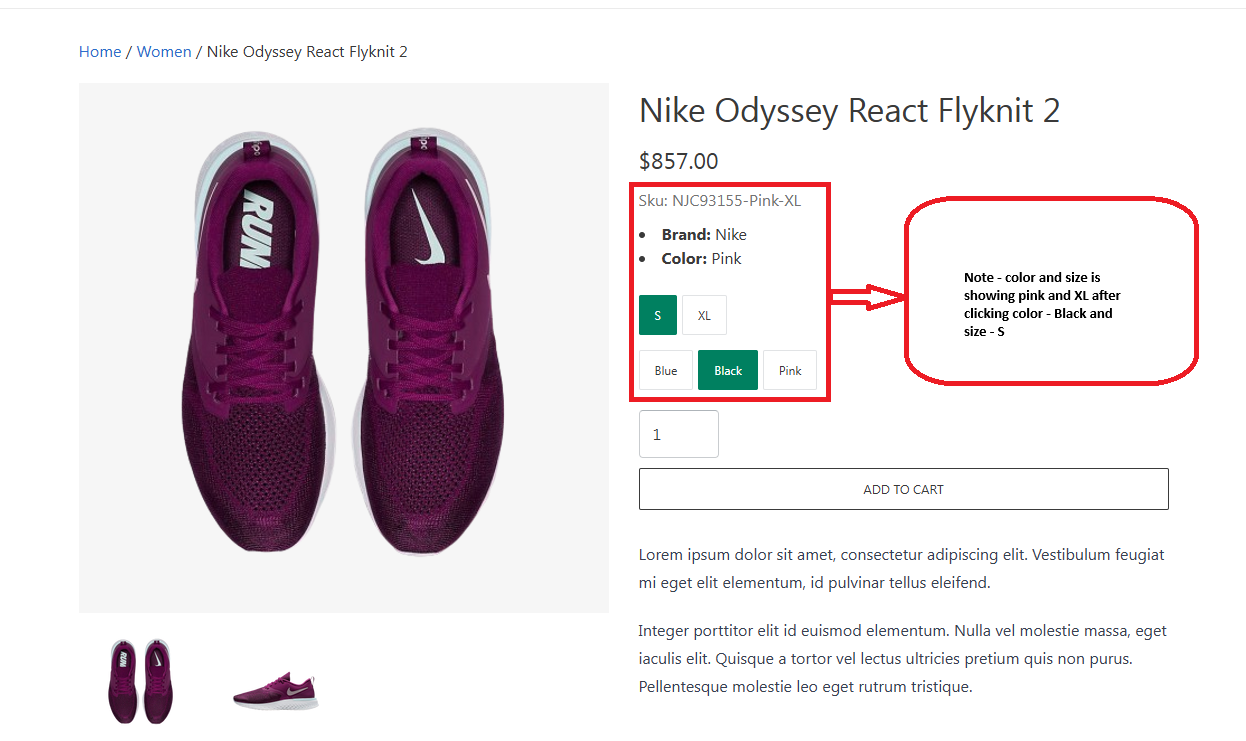 Home / Women / Nike Odyssey React Flyknit 2
Nike Odyssey React Flyknit 2
$857.00
Sku: NJC93155-Pink-XL
Brand: Nike
Color: Pink
S XL
Blue Black Pink
1
ADD TO CART
Note - color and size is
showing pink and XL after
clicking color - Black and
size - S
Lorem ipsum dolor sit amet, consectetur adipiscing elit. Vestibulum feugiat
mi eget elit elementum, id pulvinar tellus eleifend.
Integer porttitor elit id euismod elementum. Nulla vel molestie massa, eget
iaculis elit. Quisque a tortor vel lectus ultricies pretium quis non purus.
Pellentesque molestie leo eget rutrum tristique.
RUN